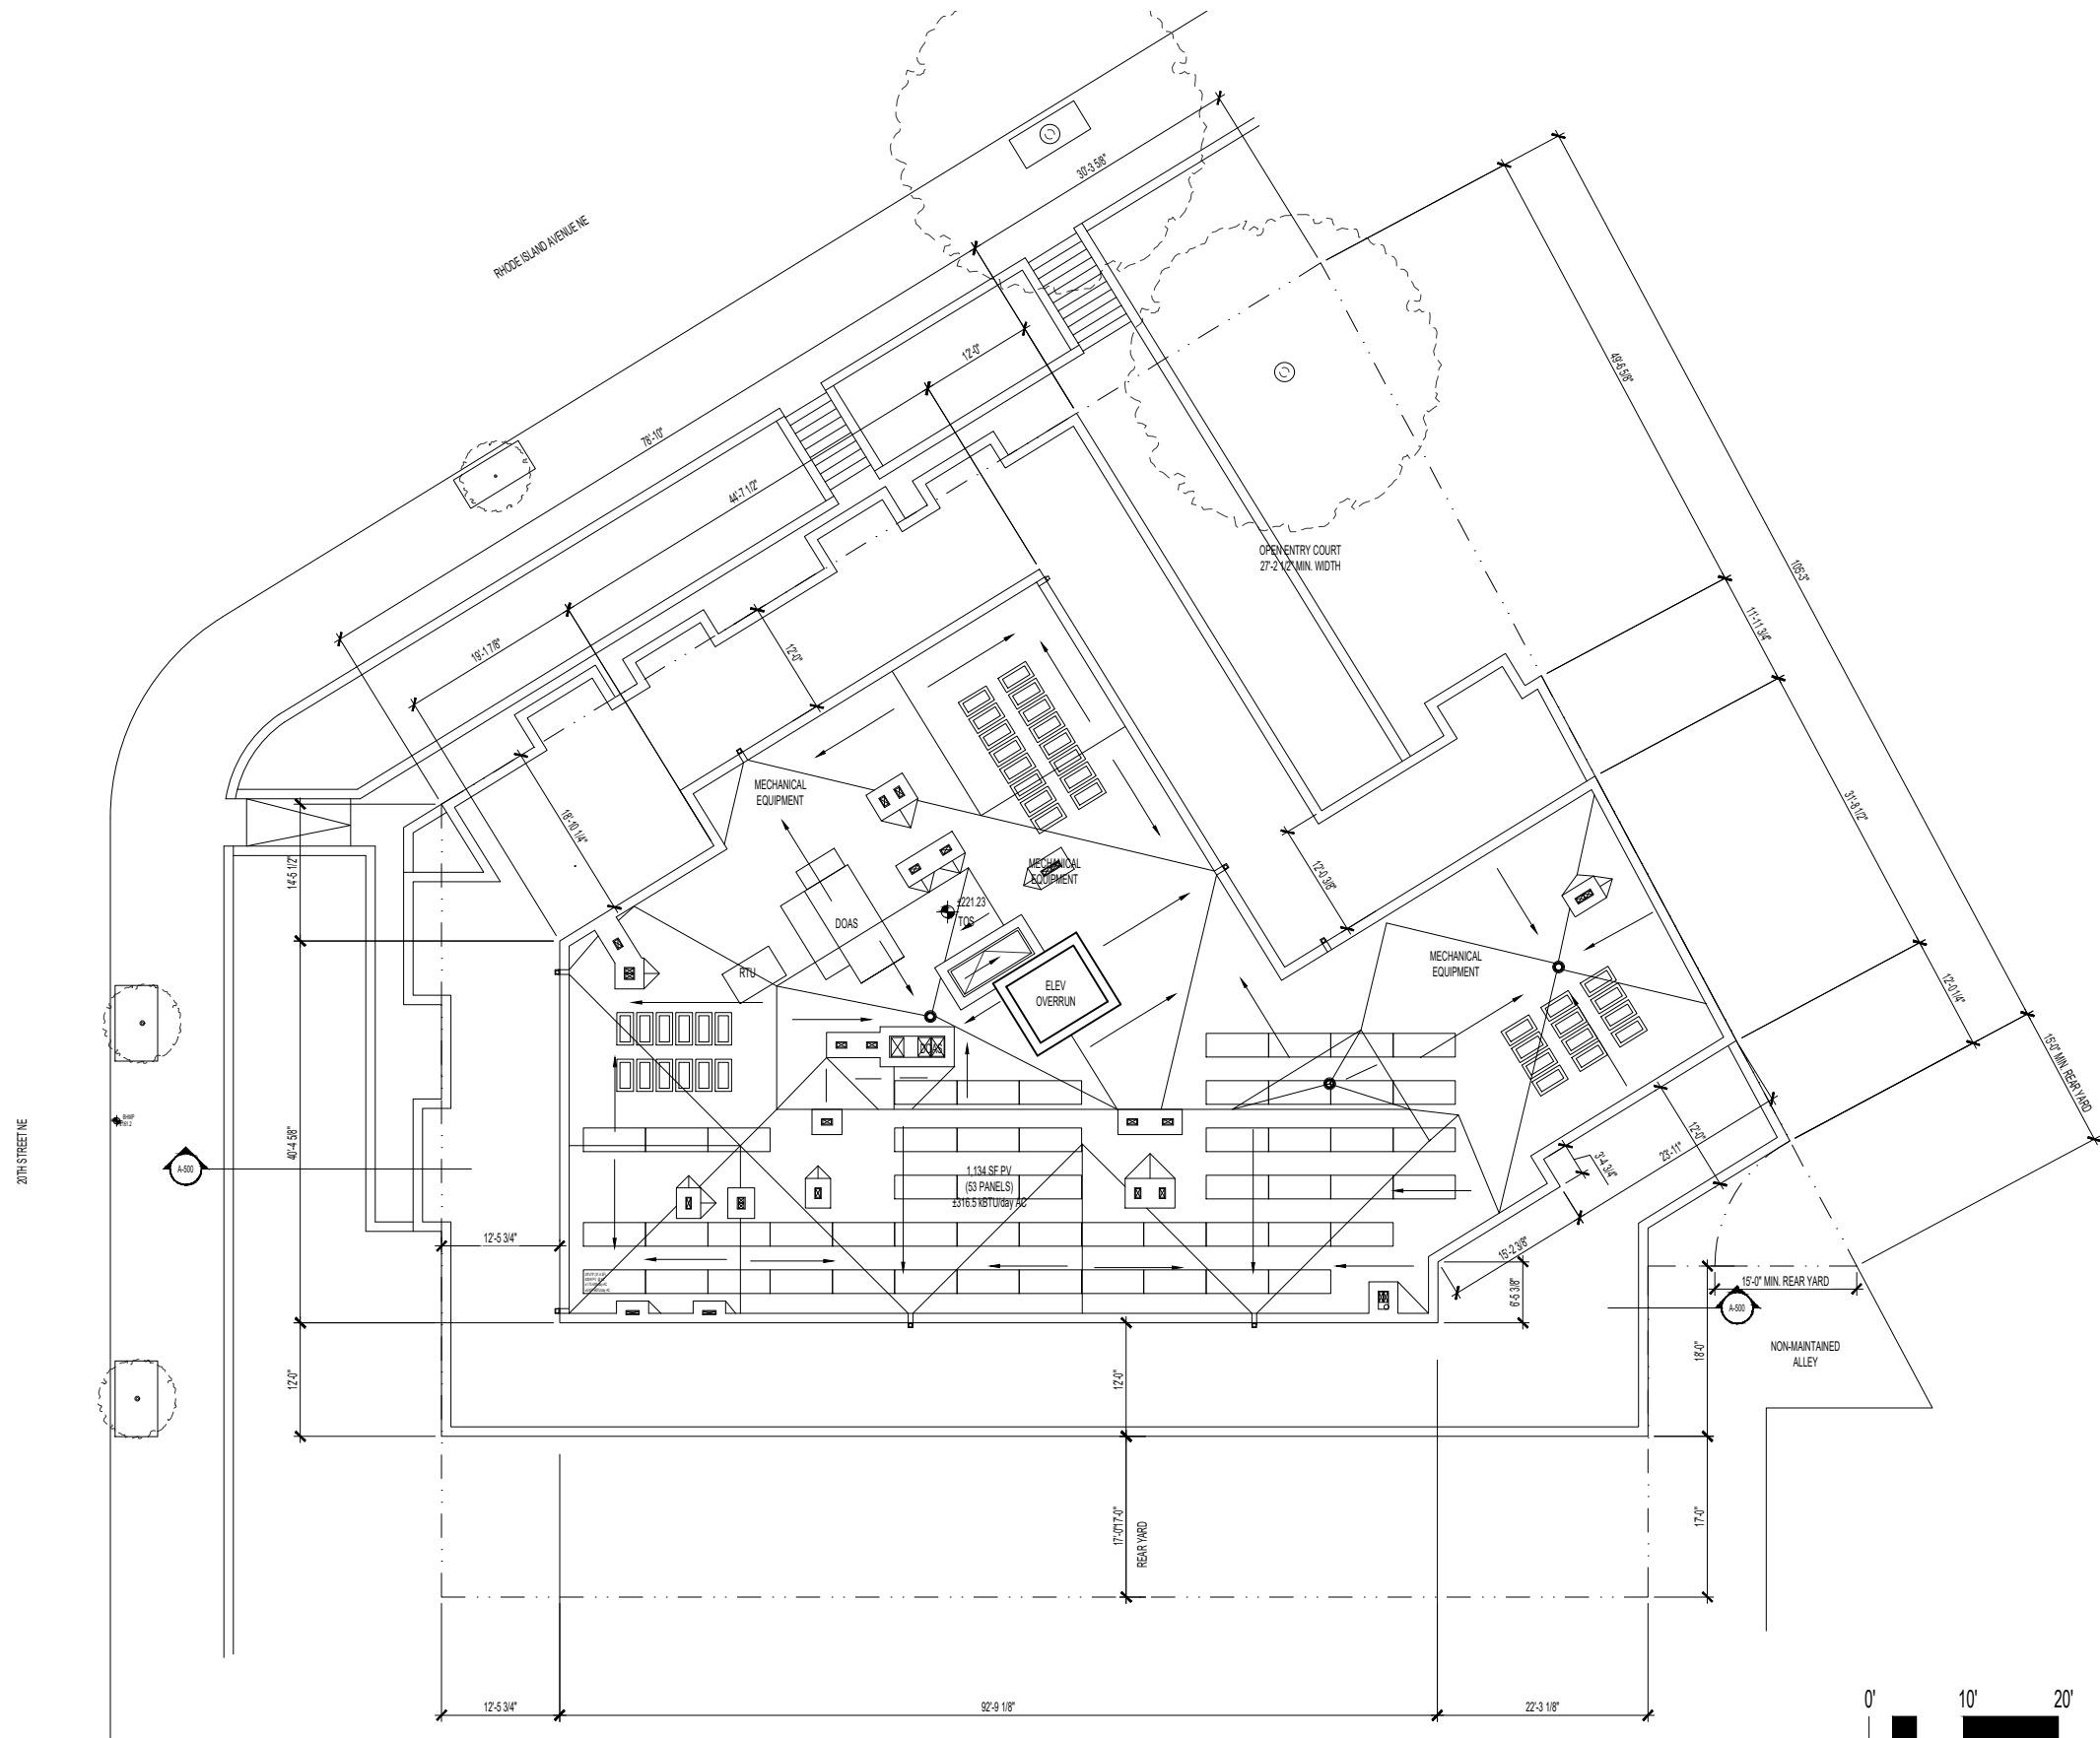 RHODE ISLAND AVENUE NE
30'-3 5/8"
78'-10"
12'-0"
44'-7 1/2"
19'-1 7/8"
12'-0"
18'-10 1/4"
49'-6 5/8"
105'-3"
11'-11 3/4"
31'-8 1/2"
12'-0 1/4"
15'-0" MIN. REAR YARD
OPEN ENTRY COURT
27'-2 1/2" MIN. WIDTH
12'-0 3/8"
MECHANICAL
EQUIPMENT
MECHANICAL
EQUIPMENT
±221.23
TOS
DOAS
RTU
ELEV
OVERRUN
MECHANICAL
EQUIPMENT
DOAS
14'-5 1/2"
40'-4 5/8"
12'-0"
20TH STREET NE
A-500
1,134 SF PV
(53 PANELS)
±316.5 kBTU/day AC
12'-5 3/4"
12'-0"
3'-4 3/4"
23'-11"
15'-2 3/8"
6'-5 3/8"
15'-0" MIN. REAR YARD
A-500
NON-MAINTAINED
ALLEY
12'-0"
18'-0"
17'-0"17'-0"
REAR YARD
17'-0"
12'-5 3/4"
92'-9 1/8"
22'-3 1/8"
0'
10'
20'